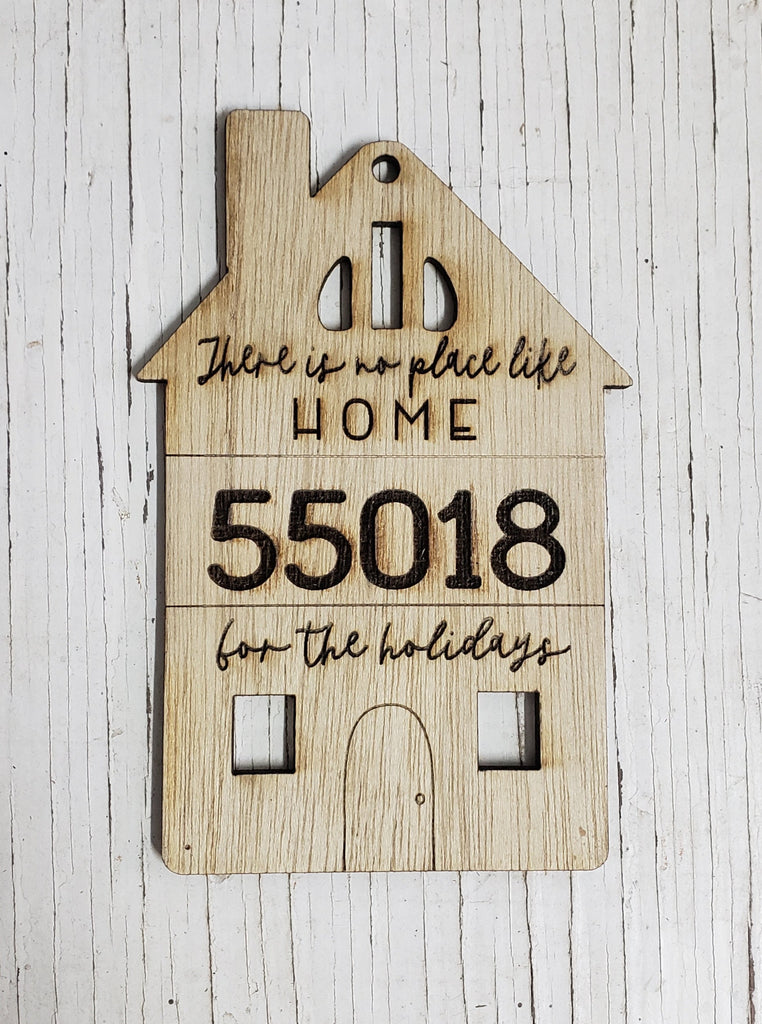 There is no place like
HOME
55018
for the holidays